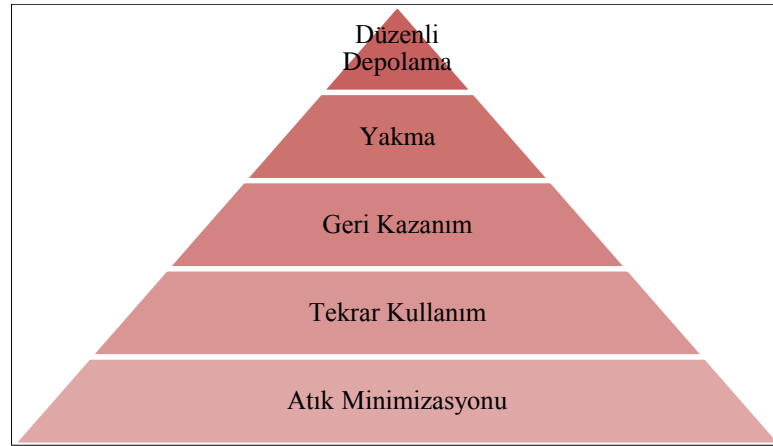 Düzenli
Depolama
Yakma
Geri Kazanım
Tekrar Kullanım
Atık Minimizasyonu